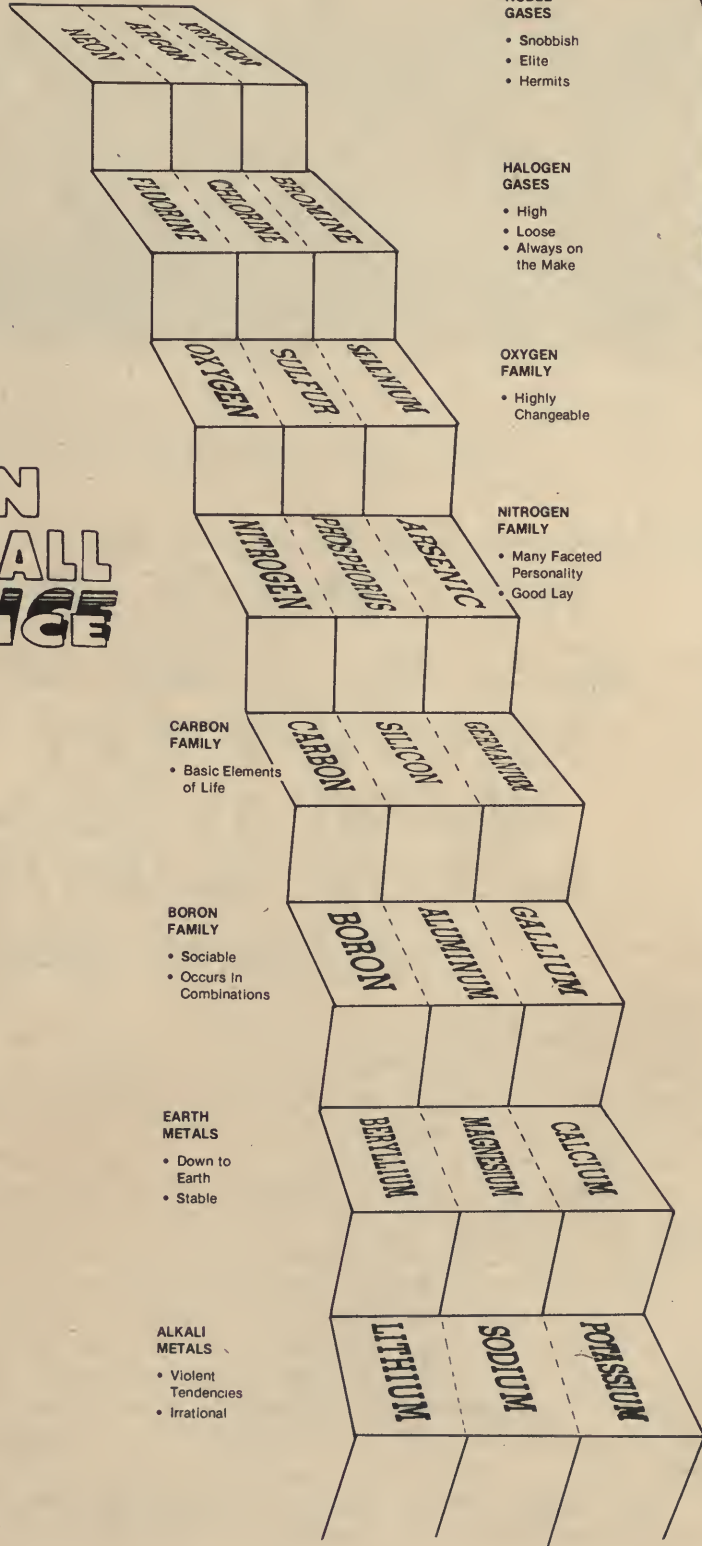 GASES
• Snobbish
• Elite
• Hermits
NEON
ARGON
KRYPTON
HALOGEN
GASES
• High
• Loose
• Always on
the Make
FLUORINE
CHLORINE
BROMINE
OXYGEN
FAMILY
• Highly
Changeable
OXYGEN
SULFUR
SELENIUM
N
ALL
ICE
NITROGEN
FAMILY
• Many Faceted
Personality
• Good Lay
NITROGEN
PHOSPHORUS
ARSENIC
CARBON
FAMILY
• Basic Elements
of Life
CARBON
SILICON
GERMANIUM
BORON
FAMILY
• Sociable
• Occurs In
Combinations
BORON
ALUMINUM
GALLIUM
EARTH
METALS
• Down to
Earth
• Stable
BERYLLIUM
MAGNESIUM
CALCIUM
ALKALI
METALS
• Violent
Tendencies
• Irrational
LITHIUM
SODIUM
POTASSIUM